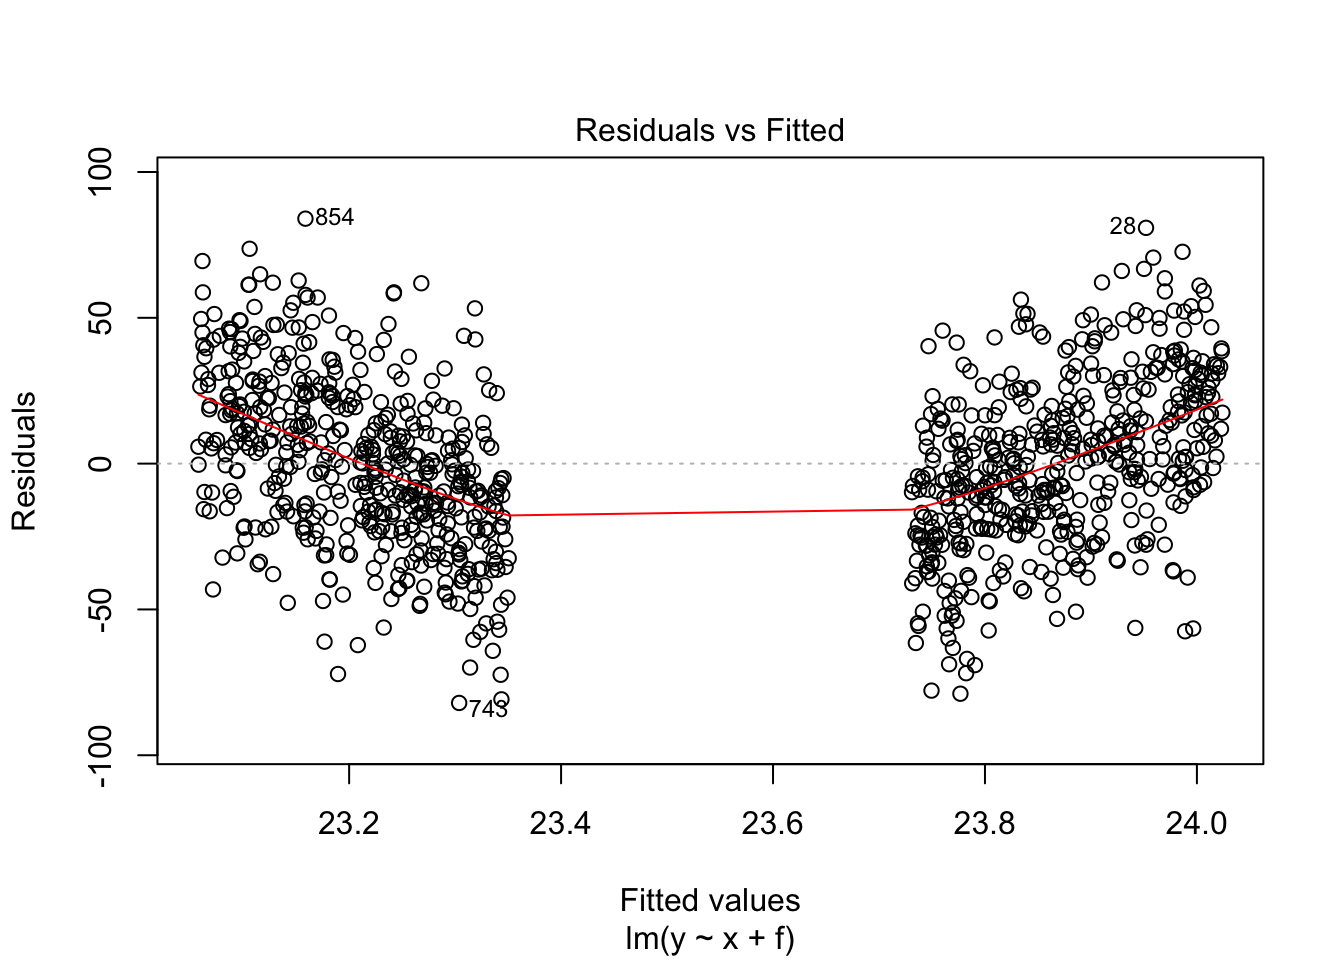 Residuals vs Fitted
Residuals
100
50
0
-50
-100
854
28
743
23.2 23.4 23.6 23.8 24.0
Fitted values
lm(y ~ x + f)